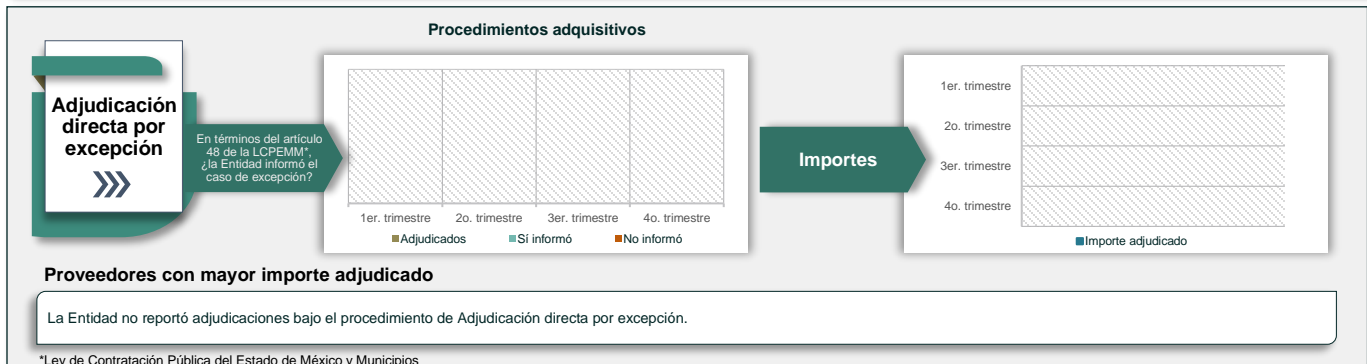 Procedimientos adquisitivos
Adjudicación
directa por
excepción
En términos del artículo
48 de la LCPEMM*,
¿la Entidad informó el
caso de excepción?
1er. trimestre 2o. trimestre 3er. trimestre 4o. trimestre
Adjudicados Sí informó No informó
Importes
1er. trimestre
2o. trimestre
3er. trimestre
4o. trimestre
Importe adjudicado
Proveedores con mayor importe adjudicado
La Entidad no reportó adjudicaciones bajo el procedimiento de Adjudicación directa por excepción.
*Ley de Contratación Pública del Estado de México y Municipios